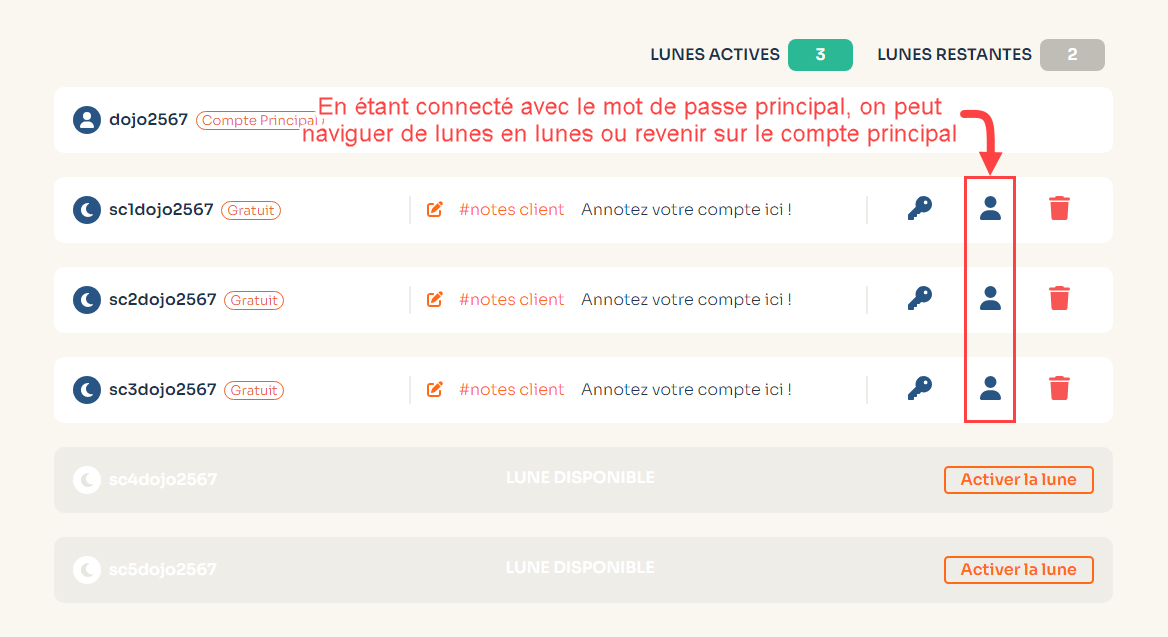 LUNES ACTIVES 3 LUNES RESTANTES 2
En étant connecté avec le mot de passe principal, on peut
dojo2567 Compte Principal
naviguer de lunes en lunes ou revenir sur le compte principal
sc1dojo2567 Gratuit #notes client Annotez votre compte ici !
sc2dojo2567 Gratuit #notes client Annotez votre compte ici !
sc3dojo2567 Gratuit #notes client Annotez votre compte ici !
sc4dojo2567 LUNE DISPONIBLE Activer la lune
sc5dojo2567 LUNE DISPONIBLE Activer la lune